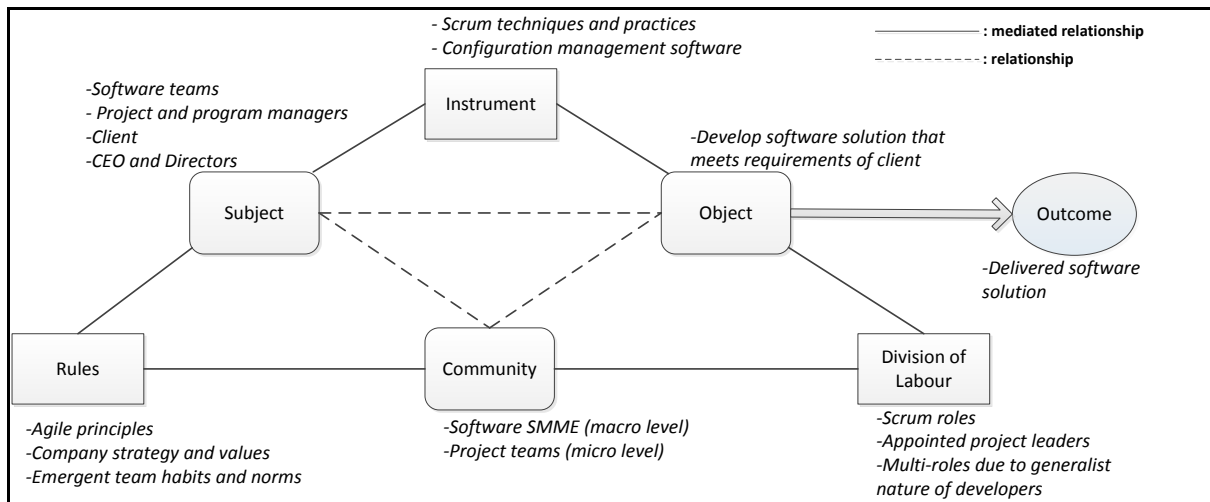 - Scrum techniques and practices
- Configuration management software
: mediated relationship
: relationship
-Software teams
- Project and program managers
-Client
-CEO and Directors
Instrument
-Develop software solution that
meets requirements of client
Subject
Object
Outcome
-Delivered software
solution
Rules
Community
Division of
Labour
-Agile principles
-Company strategy and values
-Emergent team habits and norms
-Software SMME (macro level)
-Project teams (micro level)
-Scrum roles
-Appointed project leaders
-Multi-roles due to generalist
nature of developers